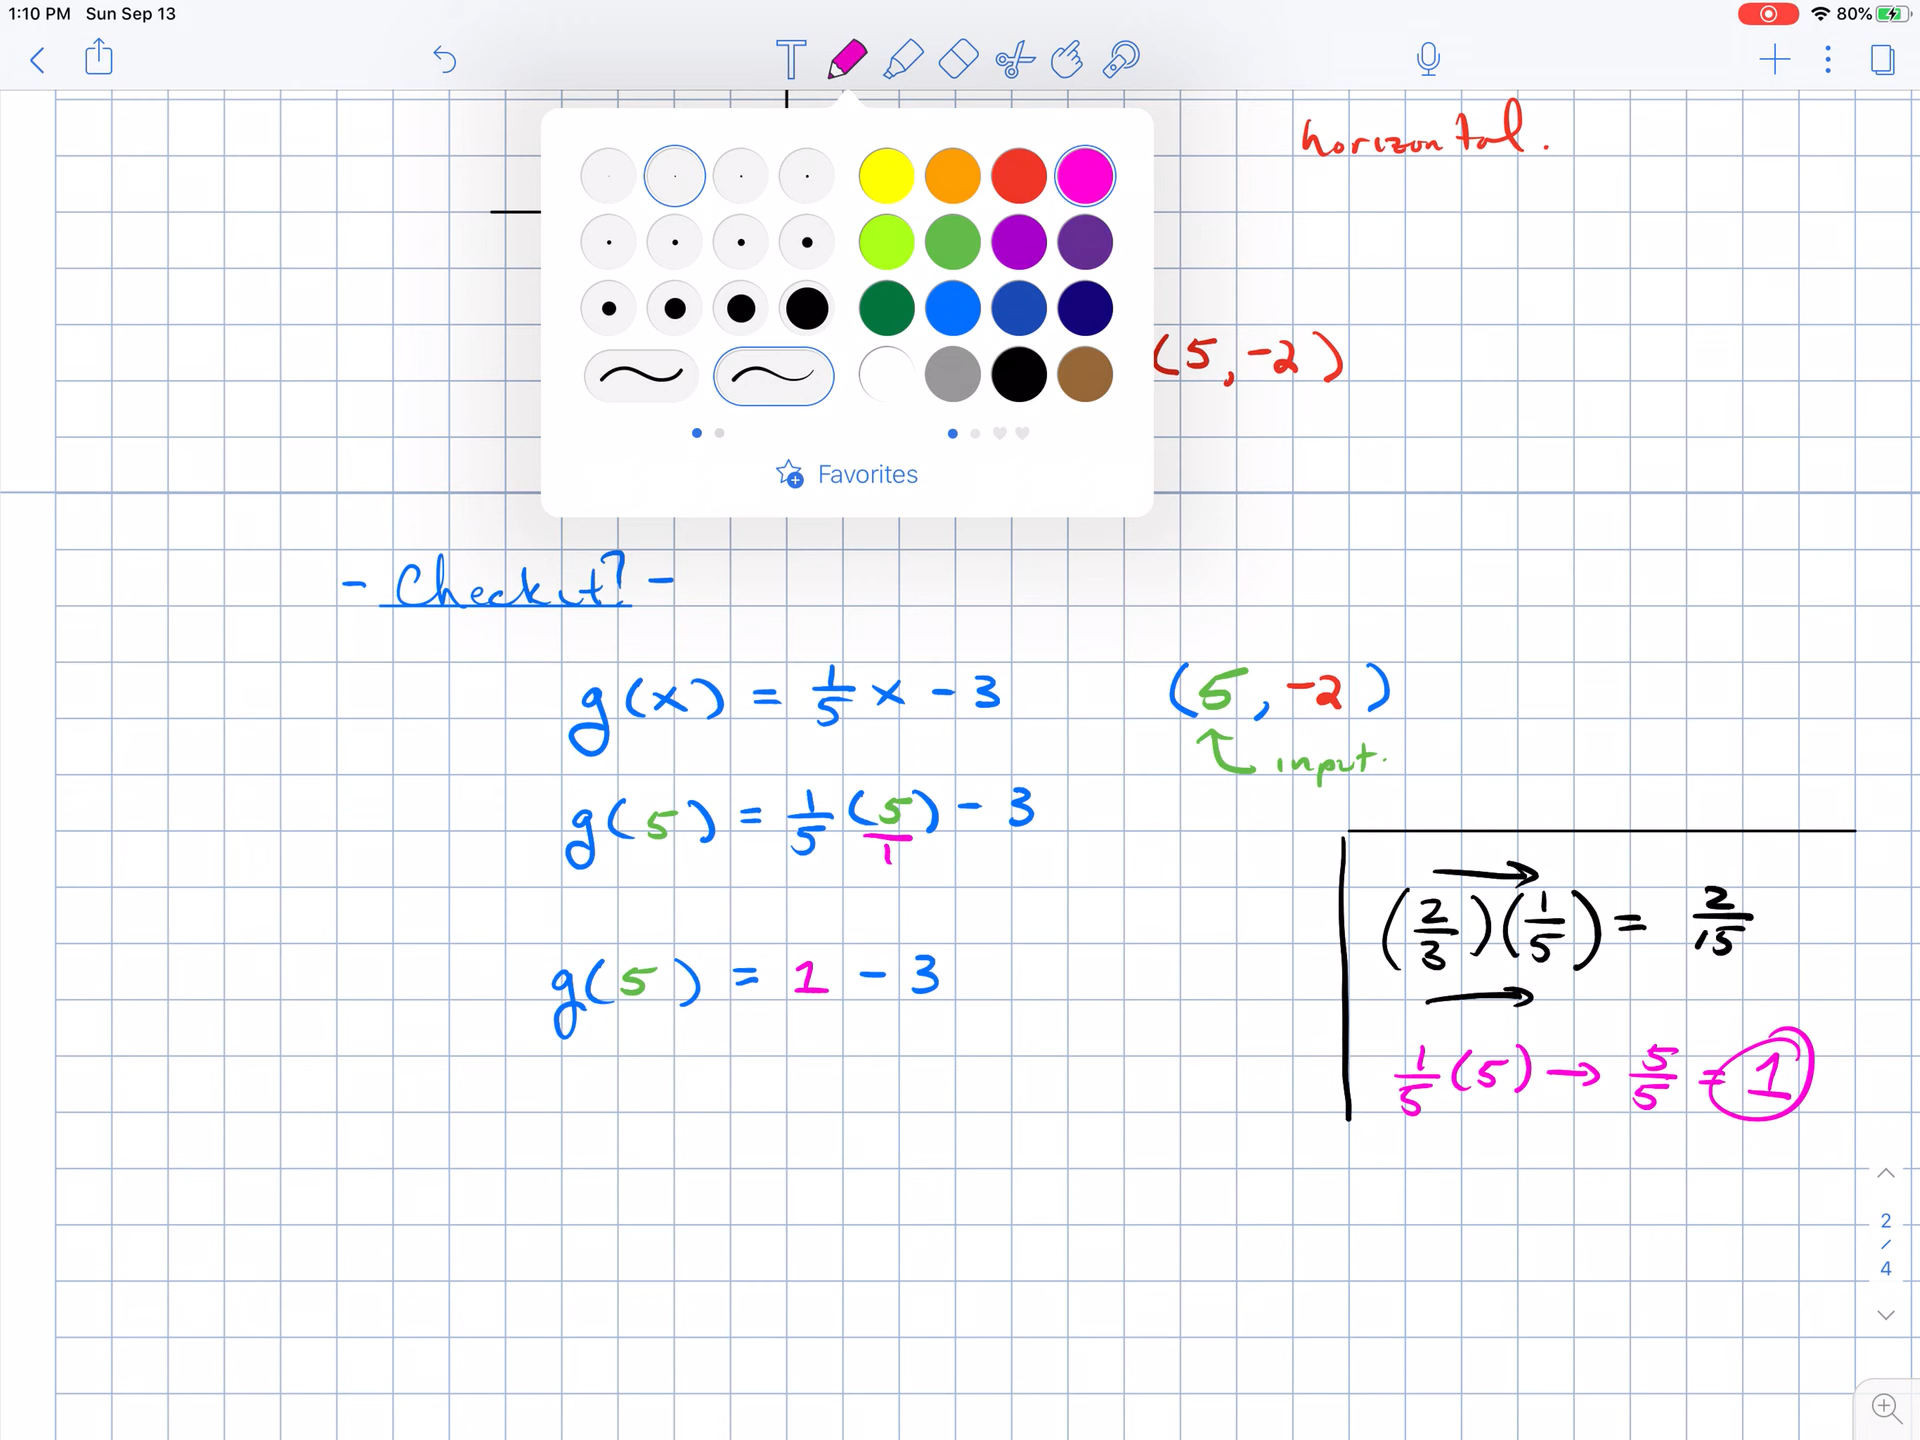 1:10 PM Sun Sep 13
80%
T
horizontal.
(5, -2)
Favorites
- Check it? -
g(x) = 1/5 x - 3
(5, -2)
input.
g(5) = 1/5 (5)/1 - 3
(2/3)(1/5) = 2/15
g(5) = 1 - 3
1/5 (5) → 5/5 = 1
2
/
4